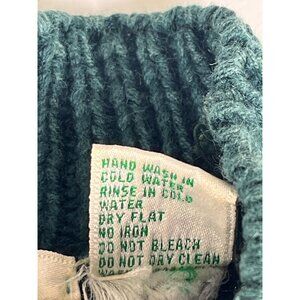 HAND WASH IN
COLD WATER
RINSE IN COLD
WATER
DRY FLAT
NO IRON
DO NOT BLEACH
DO NOT DRY CLEAN